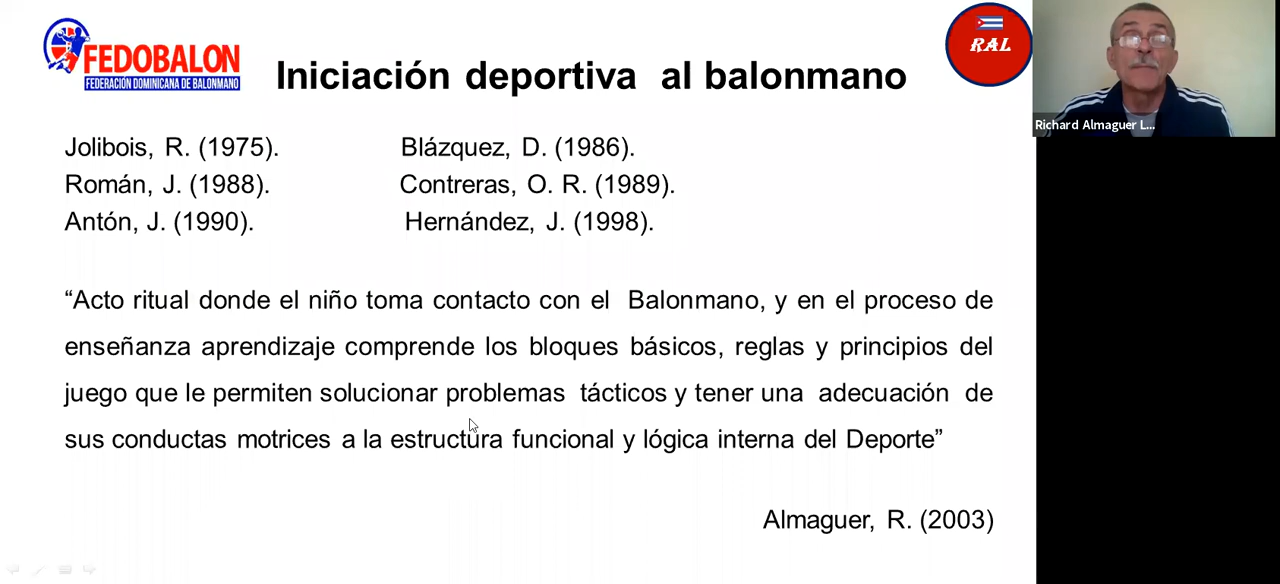 FEDOBALON
FEDERACIÓN DOMINICANA DE BALONMANO
Iniciación deportiva al balonmano
RAL
Richard Almaguer L...
Jolibois, R. (1975). Blázquez, D. (1986).
Román, J. (1988). Contreras, O. R. (1989).
Antón, J. (1990). Hernández, J. (1998).
“Acto ritual donde el niño toma contacto con el Balonmano, y en el proceso de
enseñanza aprendizaje comprende los bloques básicos, reglas y principios del
juego que le permiten solucionar problemas tácticos y tener una adecuación de
sus conductas motrices a la estructura funcional y lógica interna del Deporte”
Almaguer, R. (2003)